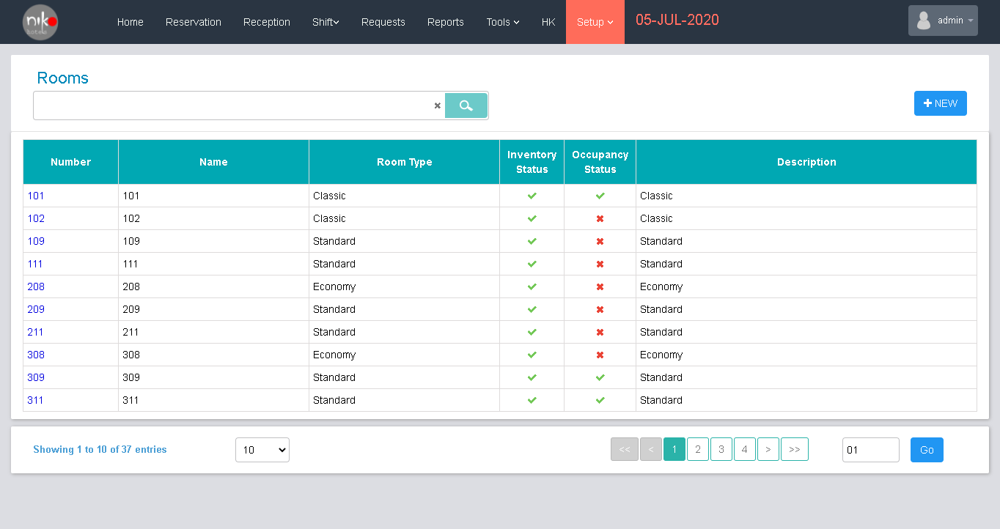 niko
hotels
Home Reservation Reception Shift Requests Reports Tools HK Setup 05-JUL-2020 admin
Rooms
NEW
Number Name Room Type Inventory Status Occupancy Status Description
101 101 Classic Classic
102 102 Classic Classic
109 109 Standard Standard
111 111 Standard Standard
208 208 Economy Economy
209 209 Standard Standard
211 211 Standard Standard
308 308 Economy Economy
309 309 Standard Standard
311 311 Standard Standard
Showing 1 to 10 of 37 entries 10 << < 1 2 3 4 > >> 01 Go